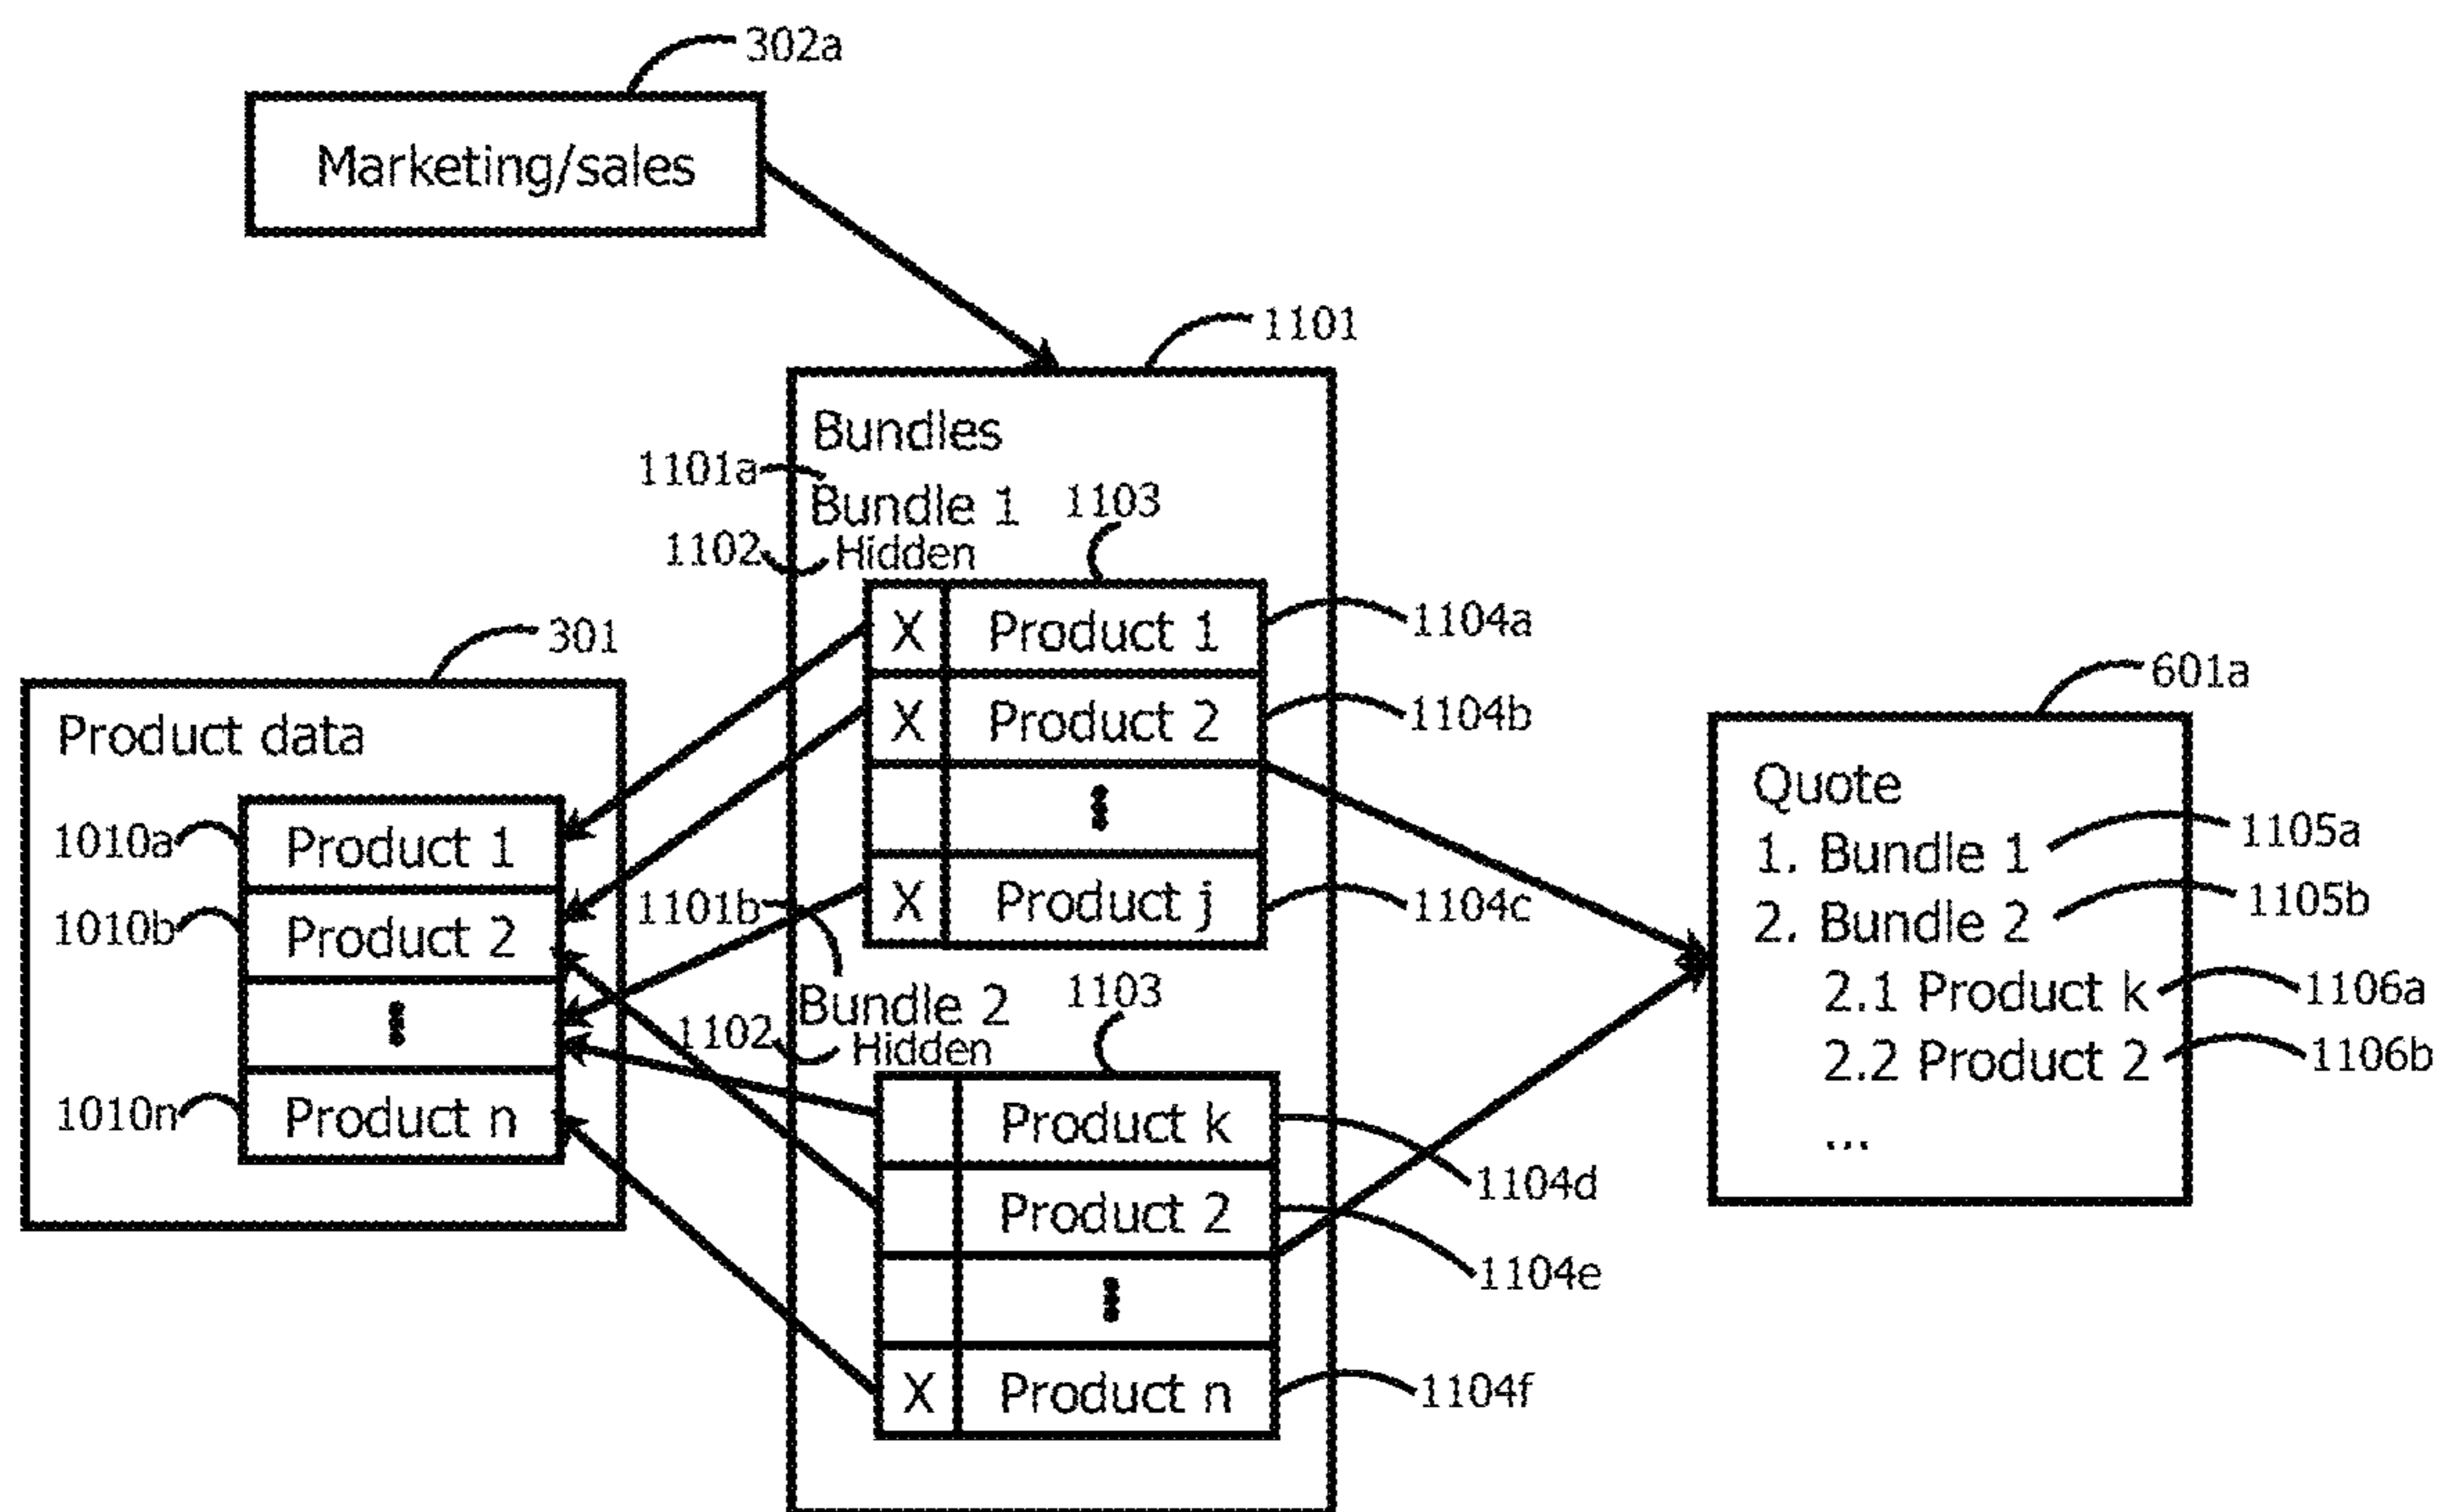 302a
Marketing/sales
1101
Bundles
1101a
Bundle 1
1103
1102
Hidden
X Product 1
1104a
X Product 2
1104b
X Product j
1104c
1101b
Bundle 2
1103
1102
Hidden
Product k
1104d
Product 2
1104e
X Product n
1104f
301
Product data
1010a
Product 1
1010b
Product 2
1010n
Product n
601a
Quote
1. Bundle 1
1105a
2. Bundle 2
1105b
2.1 Product k
1106a
2.2 Product 2
1106b
...